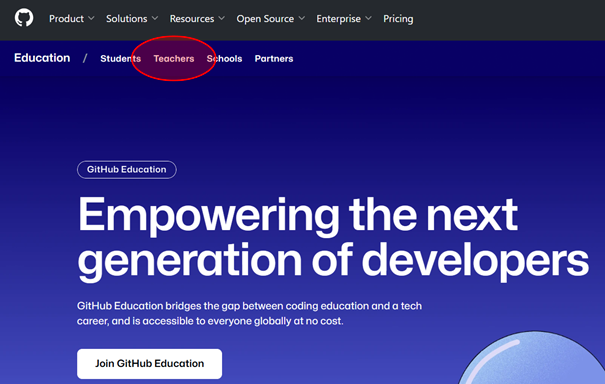 Product Solutions Resources Open Source Enterprise Pricing
Education / Students Teachers Schools Partners
GitHub Education
Empowering the next
generation of developers
GitHub Education bridges the gap between coding education and a tech
career, and is accessible to everyone globally at no cost.
Join GitHub Education